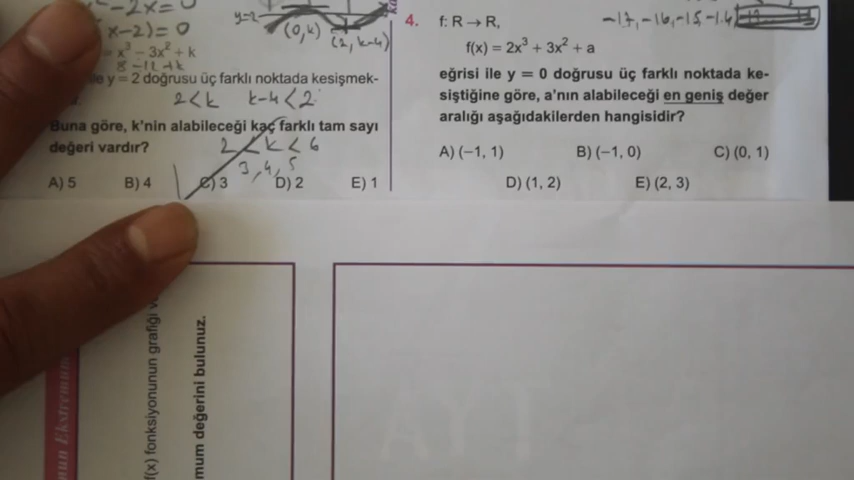 x-2) = 0
y=2
(0,k)
(2, k-4)
= x³ - 3x² + k
8 - 12 + k
ile y = 2 doğrusu üç farklı noktada kesişmek-
2 < k k-4 < 2
Buna göre, k'nin alabileceği kaç farklı tam sayı
değeri vardır?
2 < k < 6
3, 4, 5
A) 5 B) 4 C) 3 D) 2 E) 1
-17, -16, -15, -14
4. f: R → R,
f(x) = 2x³ + 3x² + a
eğrisi ile y = 0 doğrusu üç farklı noktada ke-
siştiğine göre, a'nın alabileceği en geniş değer
aralığı aşağıdakilerden hangisidir?
A) (−1, 1) B) (−1, 0) C) (0, 1)
D) (1, 2) E) (2, 3)
f(x) fonksiyonunun grafiği
mum değerini bulunuz.
TYA